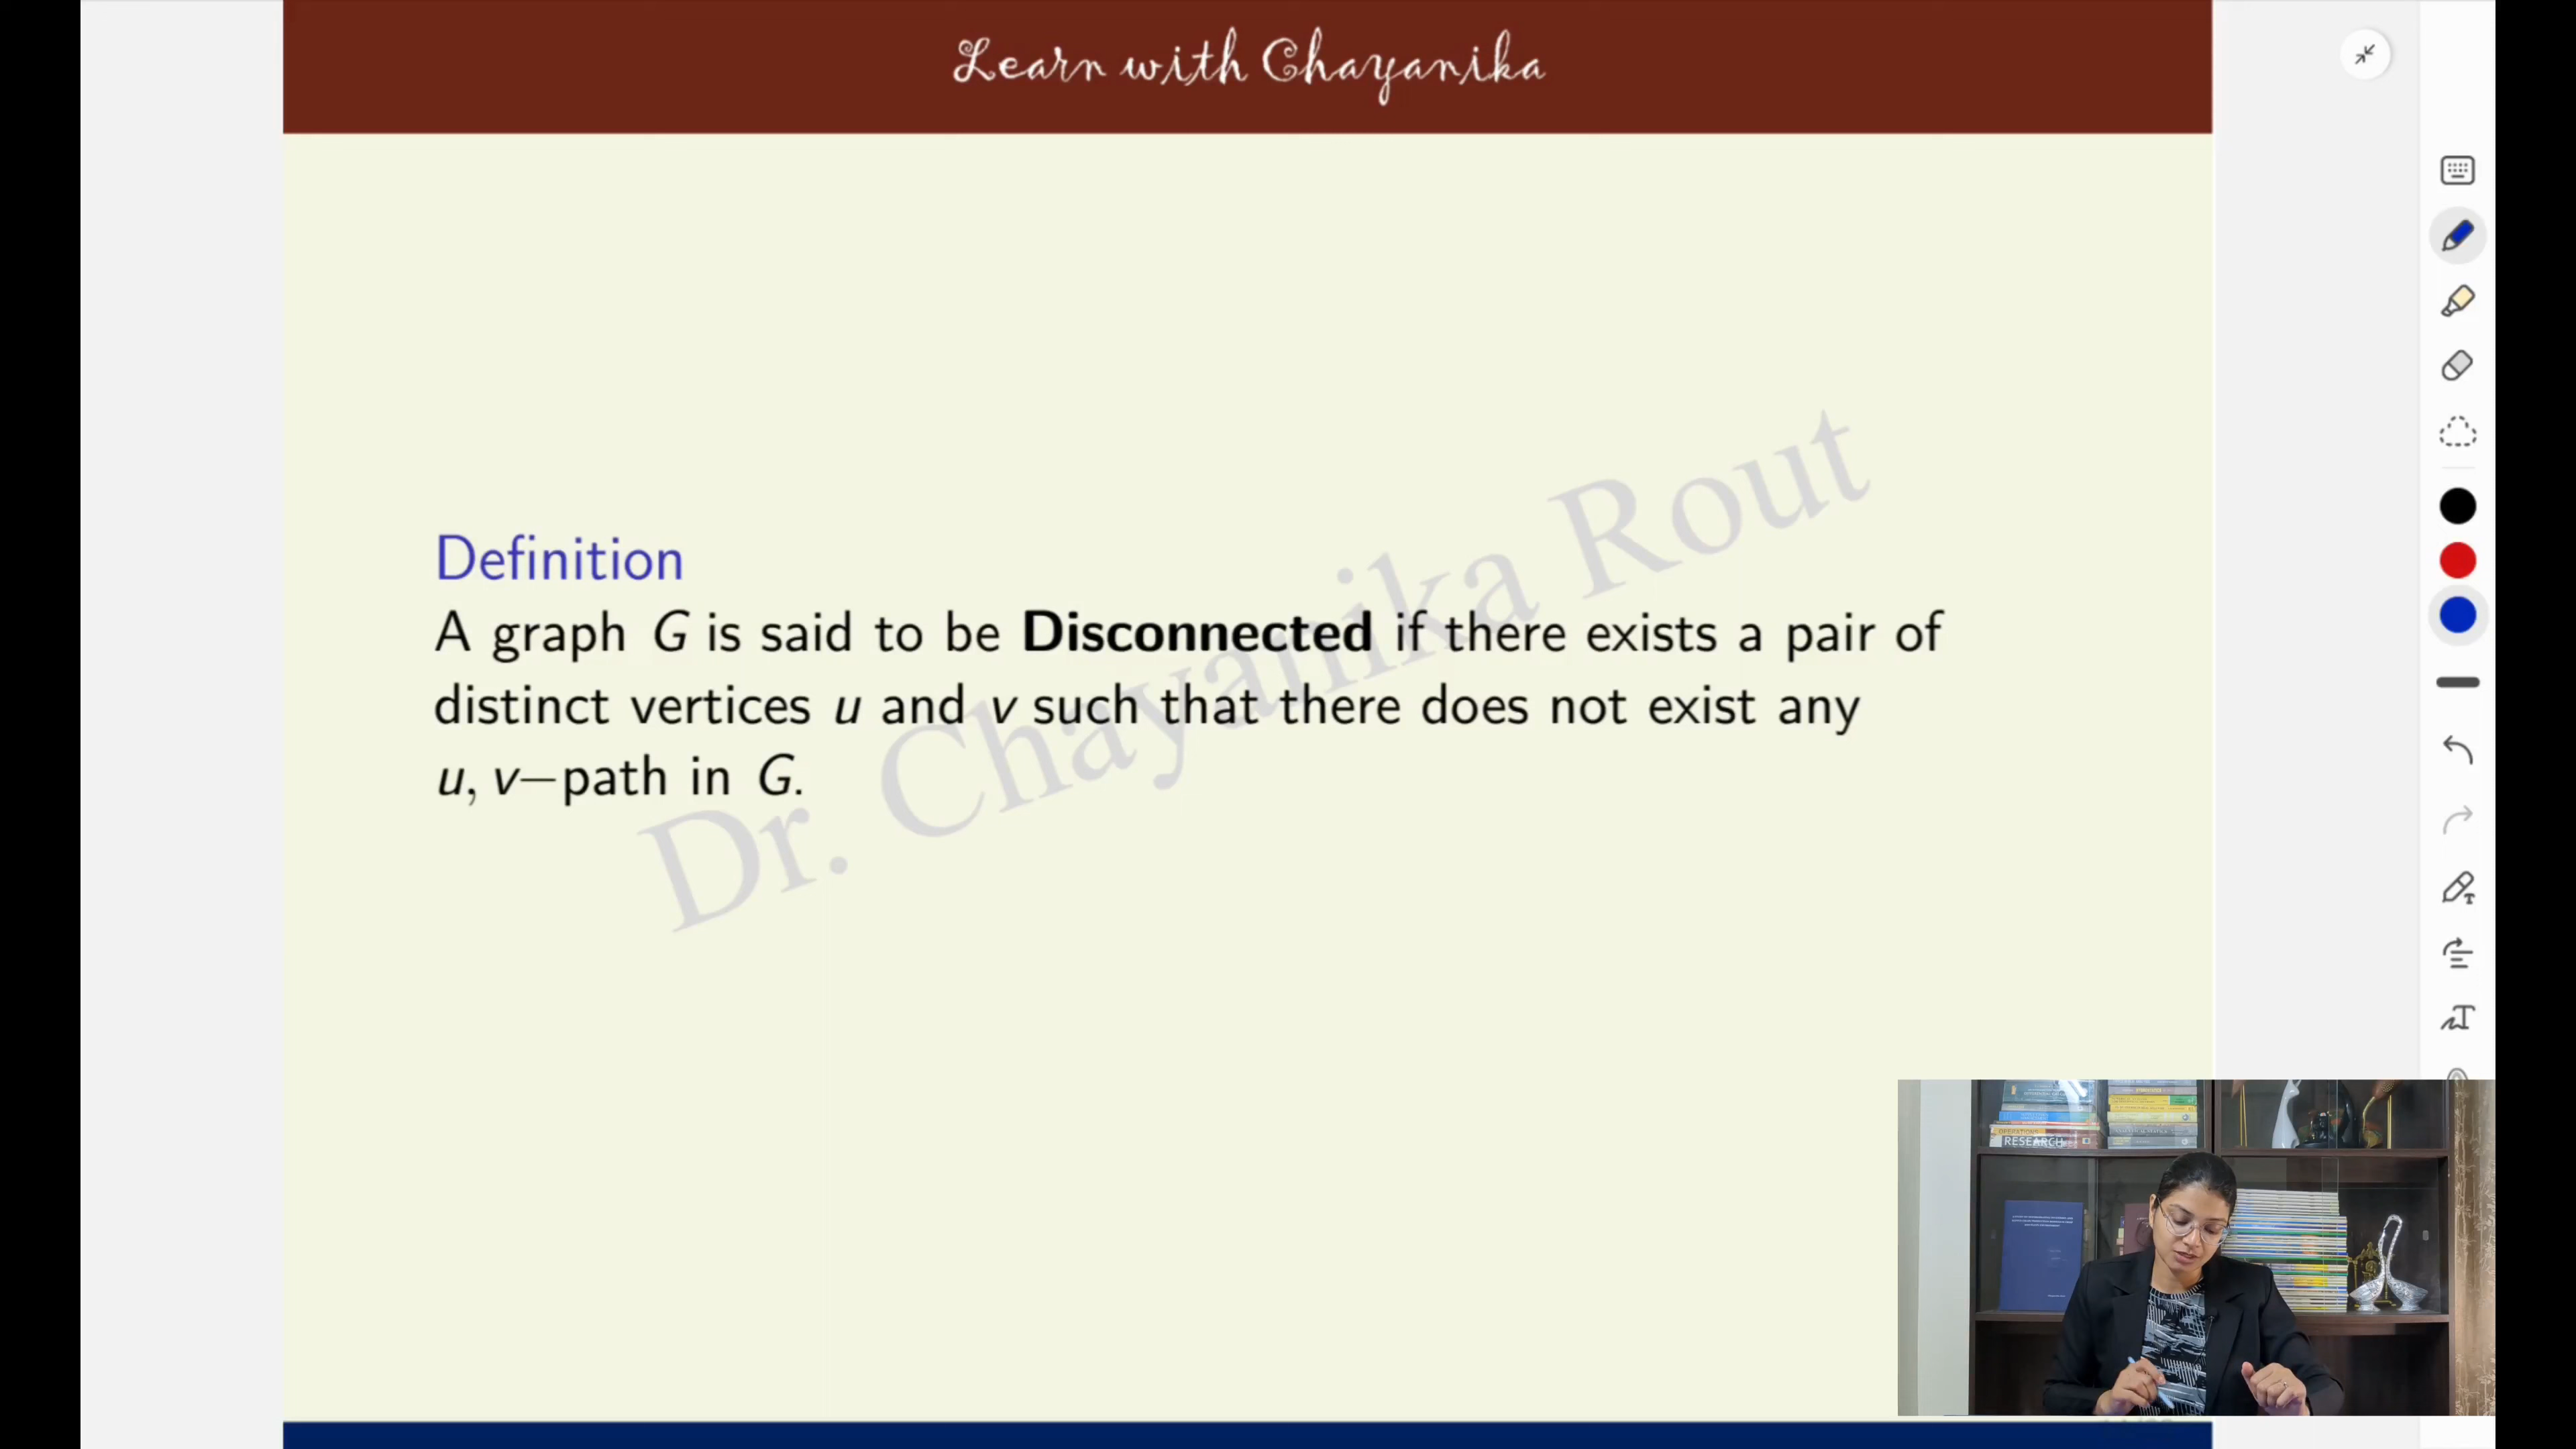 Learn with Chayanika
Definition
A graph G is said to be Disconnected if there exists a pair of
distinct vertices u and v such that there does not exist any
u, v—path in G.
Dr. Chayanika Rout
RESEARCH